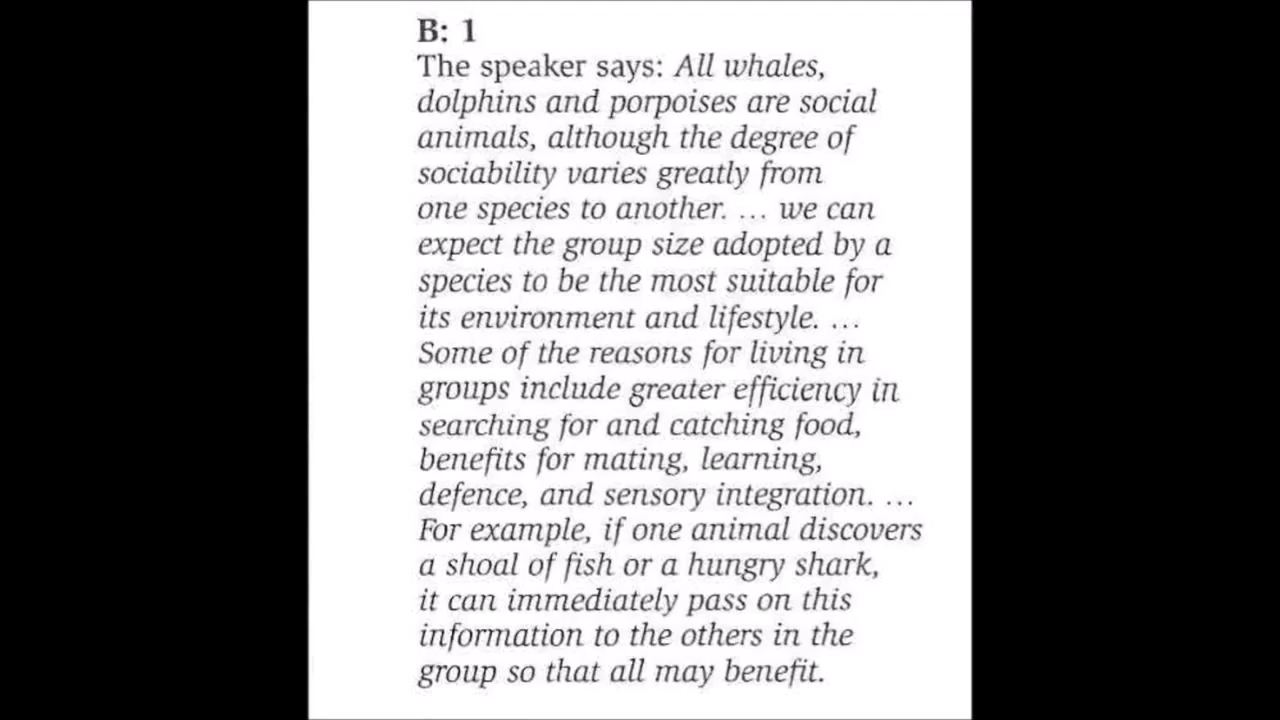 B: 1
The speaker says: All whales,
dolphins and porpoises are social
animals, although the degree of
sociability varies greatly from
one species to another. ... we can
expect the group size adopted by a
species to be the most suitable for
its environment and lifestyle. ...
Some of the reasons for living in
groups include greater efficiency in
searching for and catching food,
benefits for mating, learning,
defence, and sensory integration. ...
For example, if one animal discovers
a shoal of fish or a hungry shark,
it can immediately pass on this
information to the others in the
group so that all may benefit.